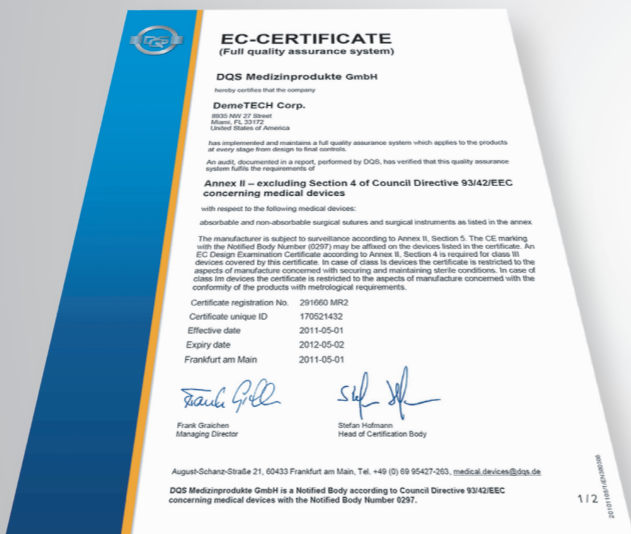 DQS
EC-CERTIFICATE
(Full quality assurance system)
DQS Medizinprodukte GmbH
hereby certifies that the company
DemeTECH Corp.
8935 NW 27 Street
Miami, FL 33172
United States of America
has implemented and maintains a full quality assurance system which applies to the products
at every stage from design to final controls.
An audit, documented in a report, performed by DQS, has verified that this quality assurance
system fulfils the requirements of
Annex II – excluding Section 4 of Council Directive 93/42/EEC
concerning medical devices
with respect to the following medical devices:
absorbable and non-absorbable surgical sutures and surgical instruments as listed in the annex
The manufacturer is subject to surveillance according to Annex II, Section 5. The CE marking
with the Notified Body Number (0297) may be affixed on the devices listed in the certificate. An
EC Design Examination Certificate according to Annex II, Section 4 is required for class III
devices covered by this certificate. In case of class Is devices the certificate is restricted to the
aspects of manufacture concerned with securing and maintaining sterile conditions. In case of
class Im devices the certificate is restricted to the aspects of manufacture concerned with the
conformity of the products with metrological requirements.
Certificate registration No. 291660 MR2
Certificate unique ID 170521432
Effective date 2011-05-01
Expiry date 2012-05-02
Frankfurt am Main 2011-05-01
Frank Graichen Stefan Hofmann
Managing Director Head of Certification Body
August-Schanz-Straße 21, 60433 Frankfurt am Main, Tel. +49 (0) 69 95427-263, medical.devices@dqs.de
DQS Medizinprodukte GmbH is a Notified Body according to Council Directive 93/42/EEC
concerning medical devices with the Notified Body Number 0297.
1/2